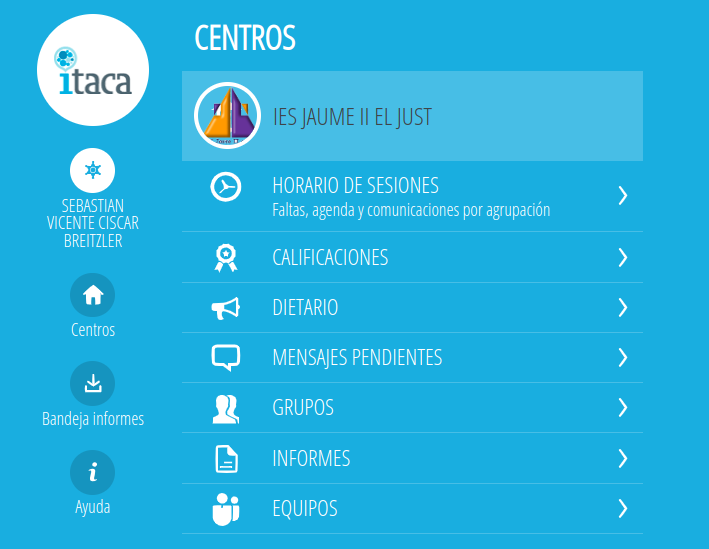 itaca
SEBASTIAN
VICENTE CISCAR
BREITZLER
Centros
Bandeja informes
Ayuda
CENTROS
IES JAUME II EL JUST
HORARIO DE SESIONES
Faltas, agenda y comunicaciones por agrupación
CALIFICACIONES
DIETARIO
MENSAJES PENDIENTES
GRUPOS
INFORMES
EQUIPOS